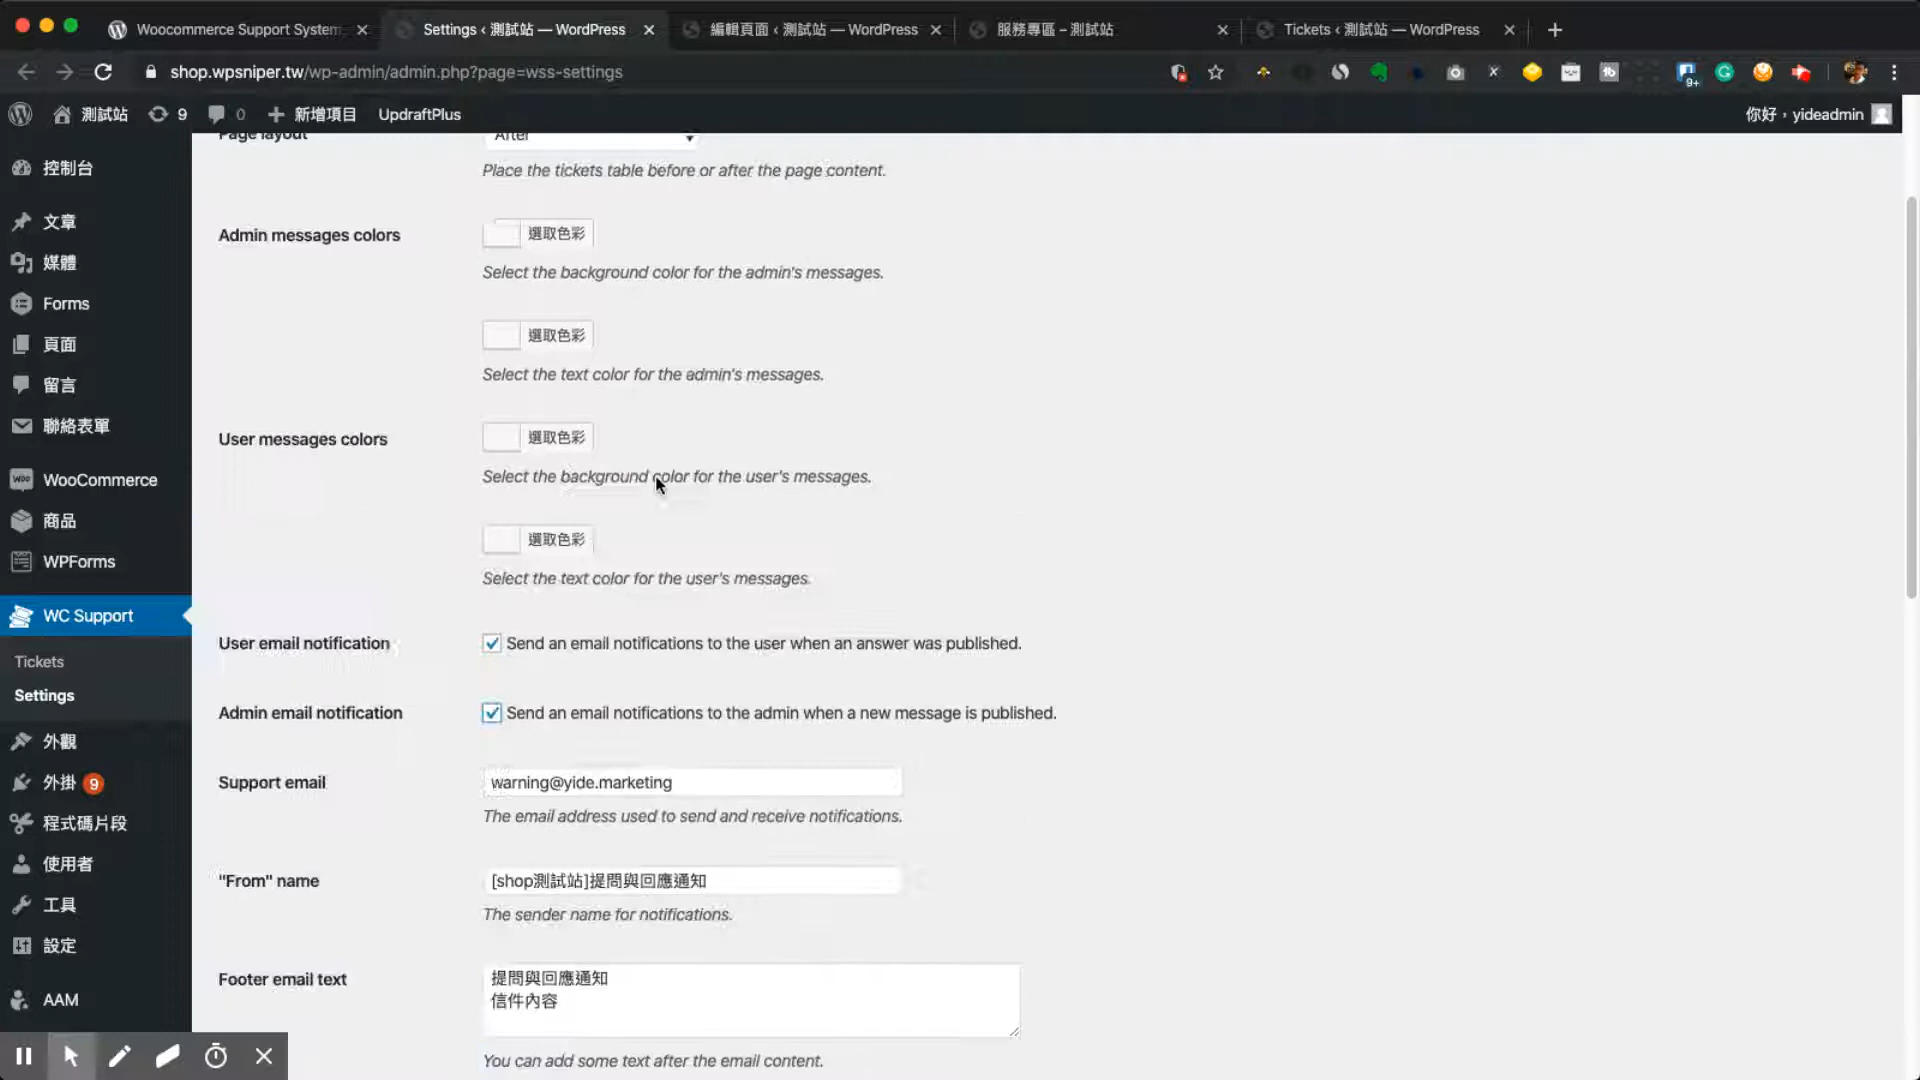 Woocommerce Support System
Settings ‹ 測試站 — WordPress
編輯頁面 ‹ 測試站 — WordPress
服務專區 – 測試站
Tickets ‹ 測試站 — WordPress
shop.wpsniper.tw/wp-admin/admin.php?page=wss-settings
9+
測試站
9
0
新增項目
UpdraftPlus
你好，yideadmin
控制台
文章
媒體
Forms
頁面
留言
聯絡表單
WooCommerce
商品
WPForms
WC Support
Tickets
Settings
外觀
外掛 9
程式碼片段
使用者
工具
設定
AAM
Page layout
After
Place the tickets table before or after the page content.
Admin messages colors
選取色彩
Select the background color for the admin's messages.
選取色彩
Select the text color for the admin's messages.
User messages colors
選取色彩
Select the background color for the user's messages.
選取色彩
Select the text color for the user's messages.
User email notification
Send an email notifications to the user when an answer was published.
Admin email notification
Send an email notifications to the admin when a new message is published.
Support email
warning@yide.marketing
The email address used to send and receive notifications.
"From" name
[shop測試站]提問與回應通知
The sender name for notifications.
Footer email text
提問與回應通知
信件內容
You can add some text after the email content.